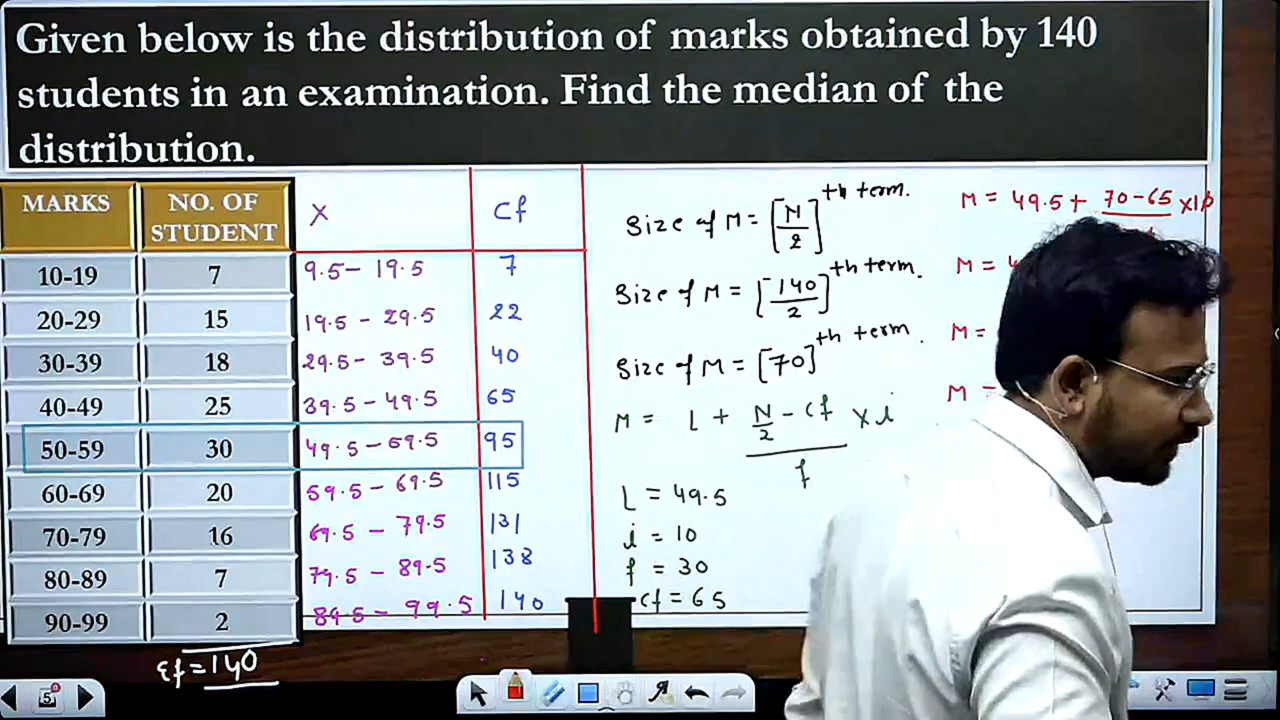 Given below is the distribution of marks obtained by 140
students in an examination. Find the median of the
distribution.
MARKS NO. OF STUDENT X Cf
10-19 7 9.5 - 19.5 7
20-29 15 19.5 - 29.5 22
30-39 18 29.5 - 39.5 40
40-49 25 39.5 - 49.5 65
50-59 30 49.5 - 59.5 95
60-69 20 59.5 - 69.5 115
70-79 16 69.5 - 79.5 131
80-89 7 79.5 - 89.5 138
90-99 2 89.5 - 99.5 140
Σf = 140
Size of M = [N/2]th term.
Size of M = [140/2]th term.
Size of M = [70]th term.
M = L + N/2 - Cf / f × i
L = 49.5
i = 10
f = 30
cf = 65
M = 49.5 + 70-65 × 10
M = 4
M =
M =
5